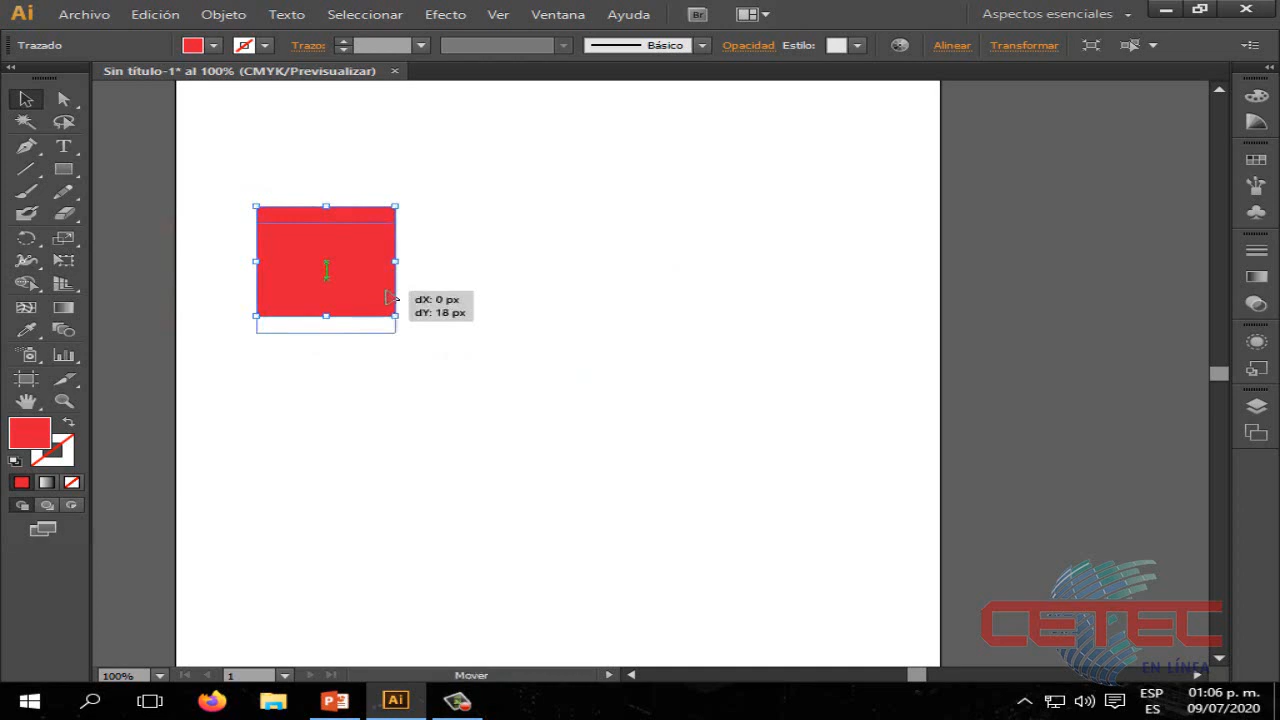 Ai Archivo Edición Objeto Texto Seleccionar Efecto Ver Ventana Ayuda Br Aspectos esenciales
Trazado Trazo: Básico Opacidad Estilo: Alinear Transformar
Sin título-1* al 100% (CMYK/Previsualizar)
T
dX: 0 px
dY: 18 px
CETEC
EN LÍNEA
100% 1 Mover
Ai
ESP
ES
01:06 p. m.
09/07/2020